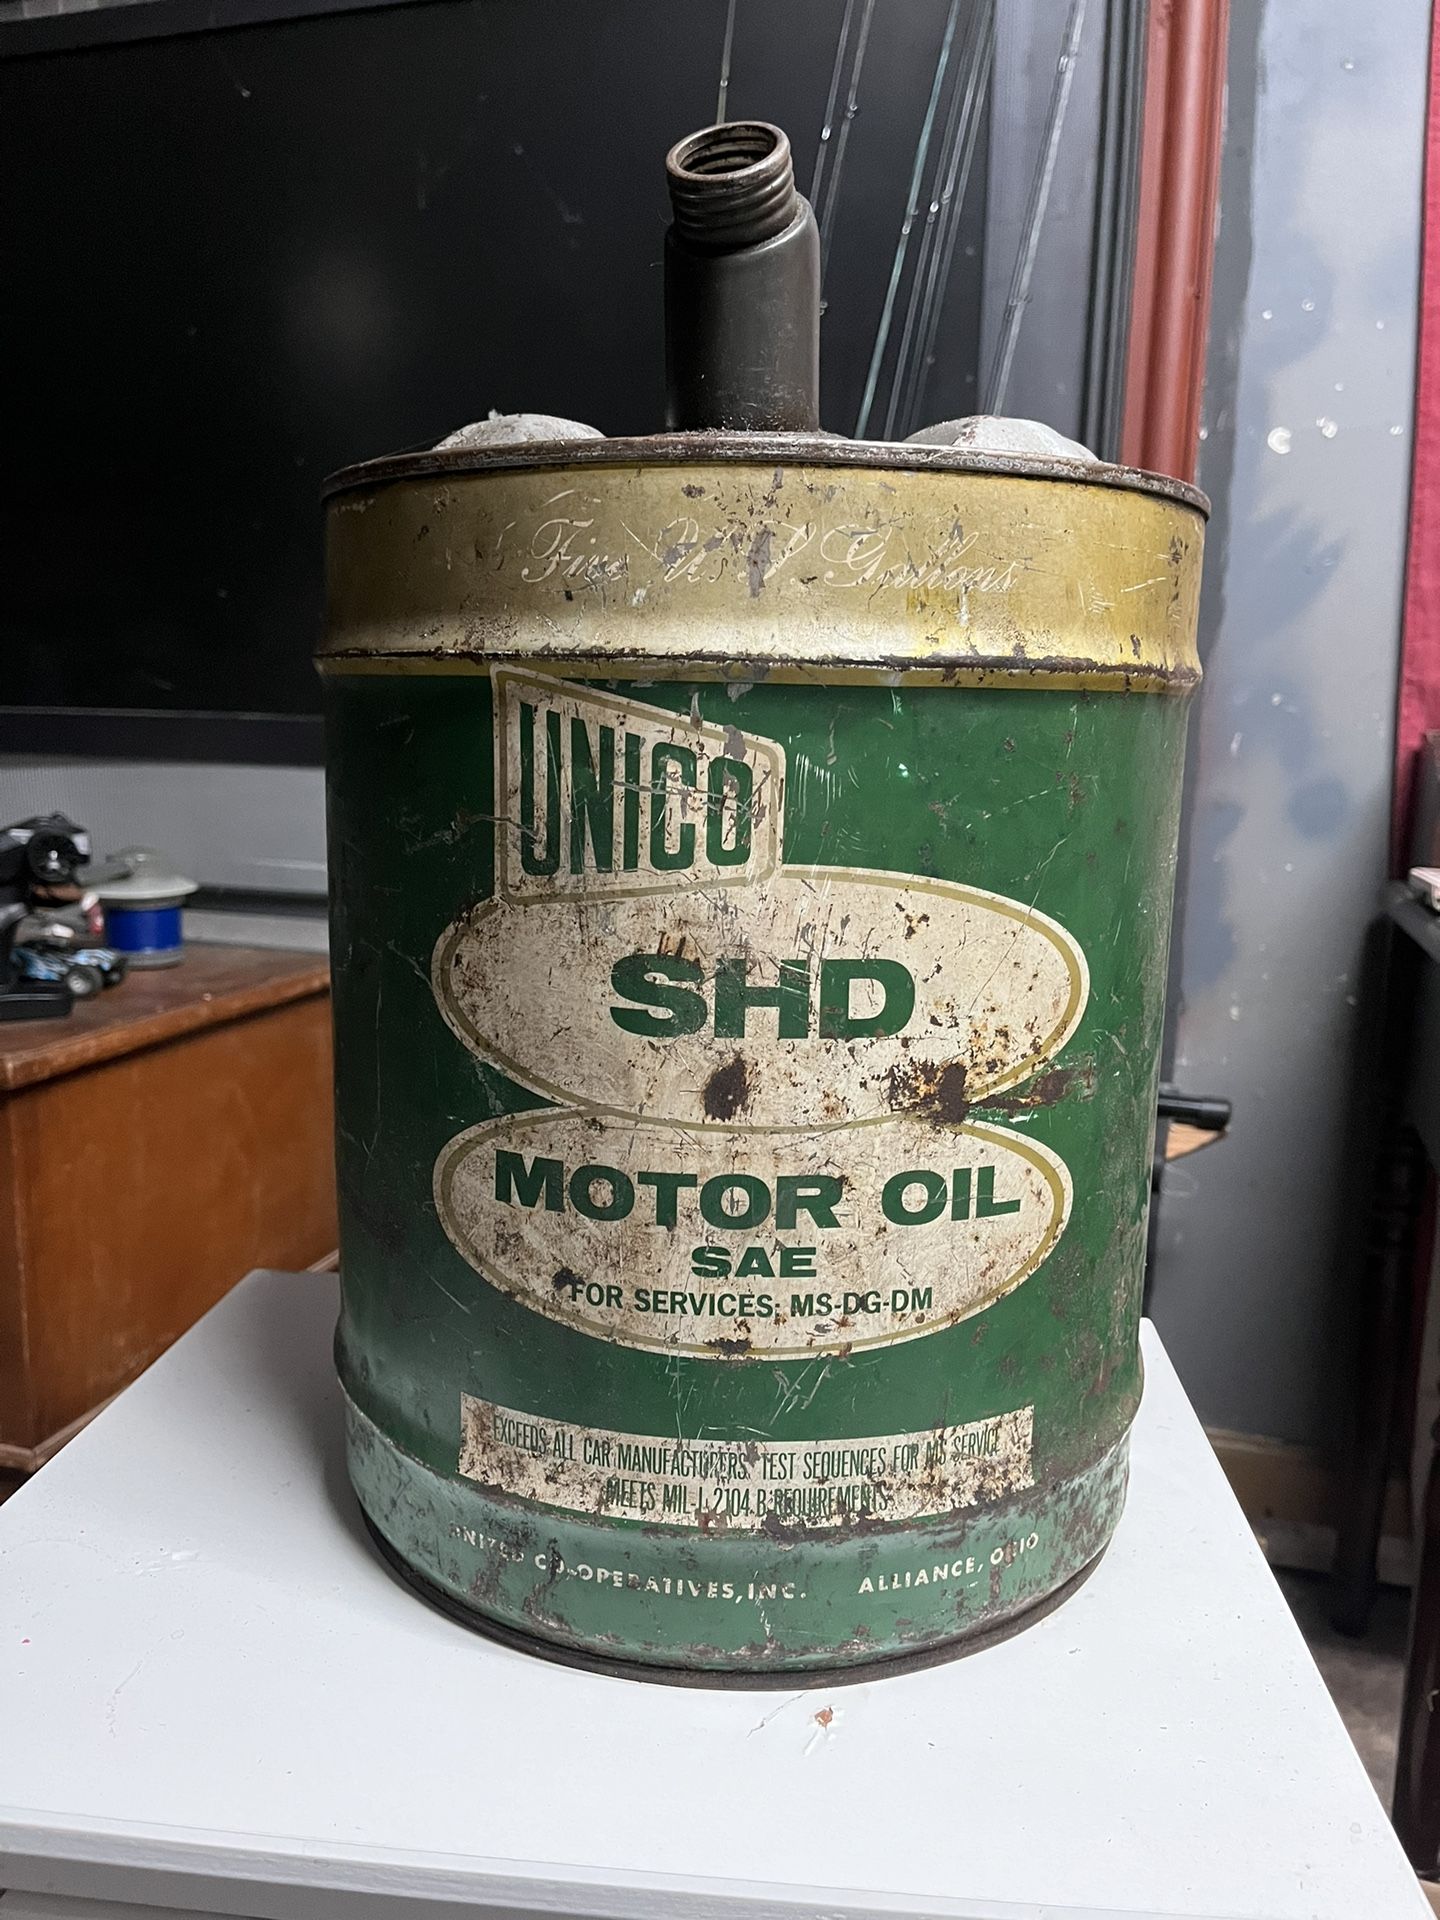 Five U.S. Gallons
UNICO
SHD
MOTOR OIL
SAE
FOR SERVICES: MS-DG-DM
EXCEEDS ALL CAR MANUFACTURERS' TEST SEQUENCES FOR MS SERVICE
MEETS MIL-L-2104 B REQUIREMENTS
UNITED CO-OPERATIVES, INC. ALLIANCE, OHIO